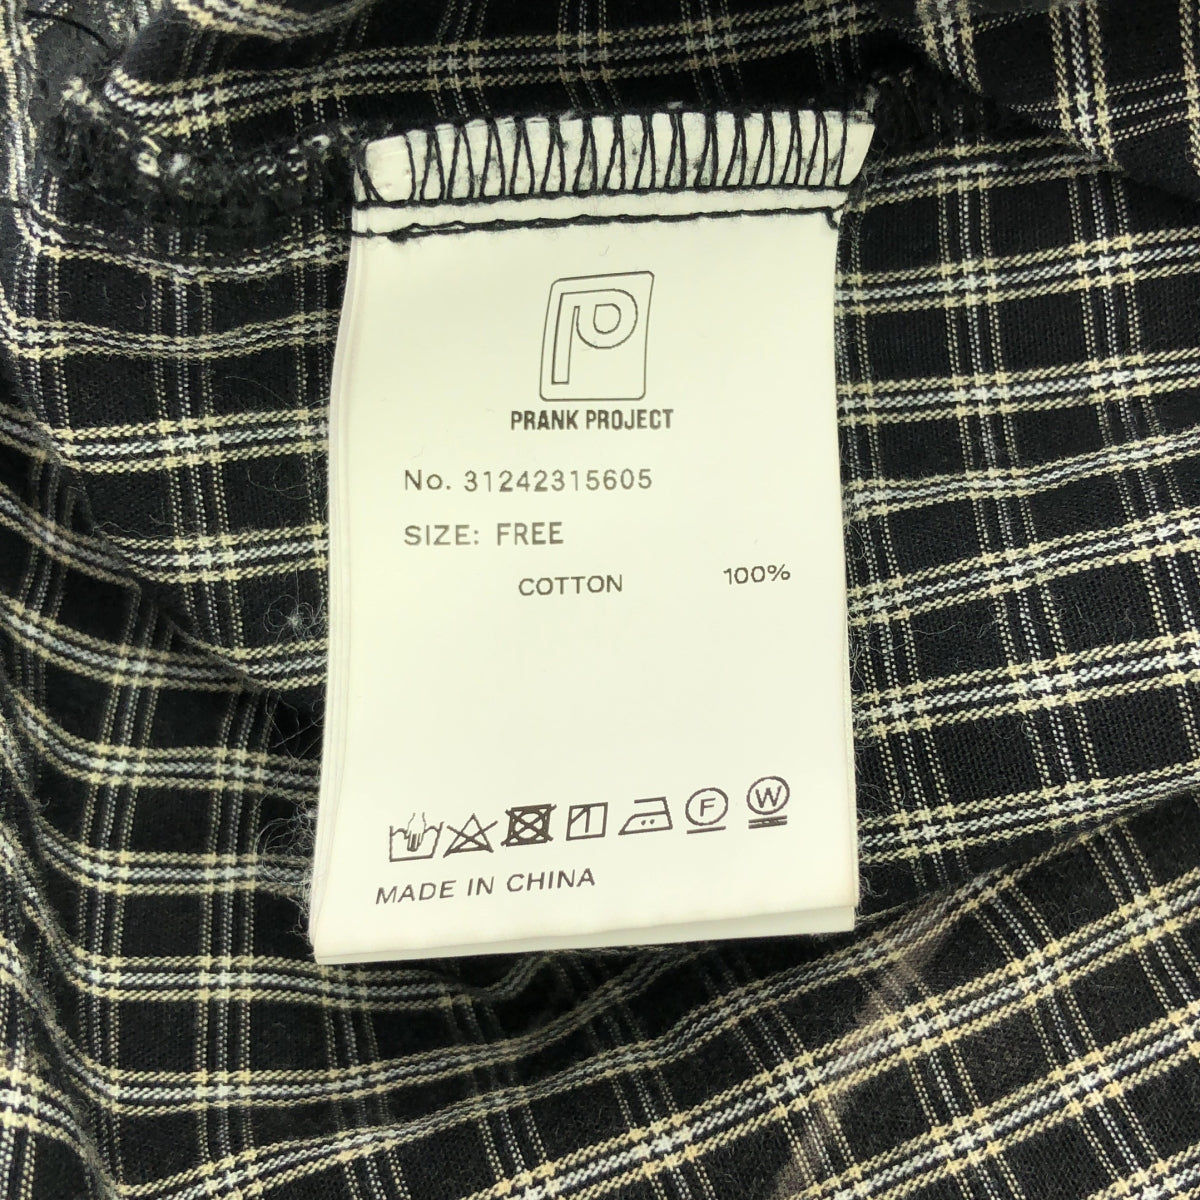 PRANK PROJECT
No. 31242315605
SIZE: FREE
COTTON 100%
F W
MADE IN CHINA